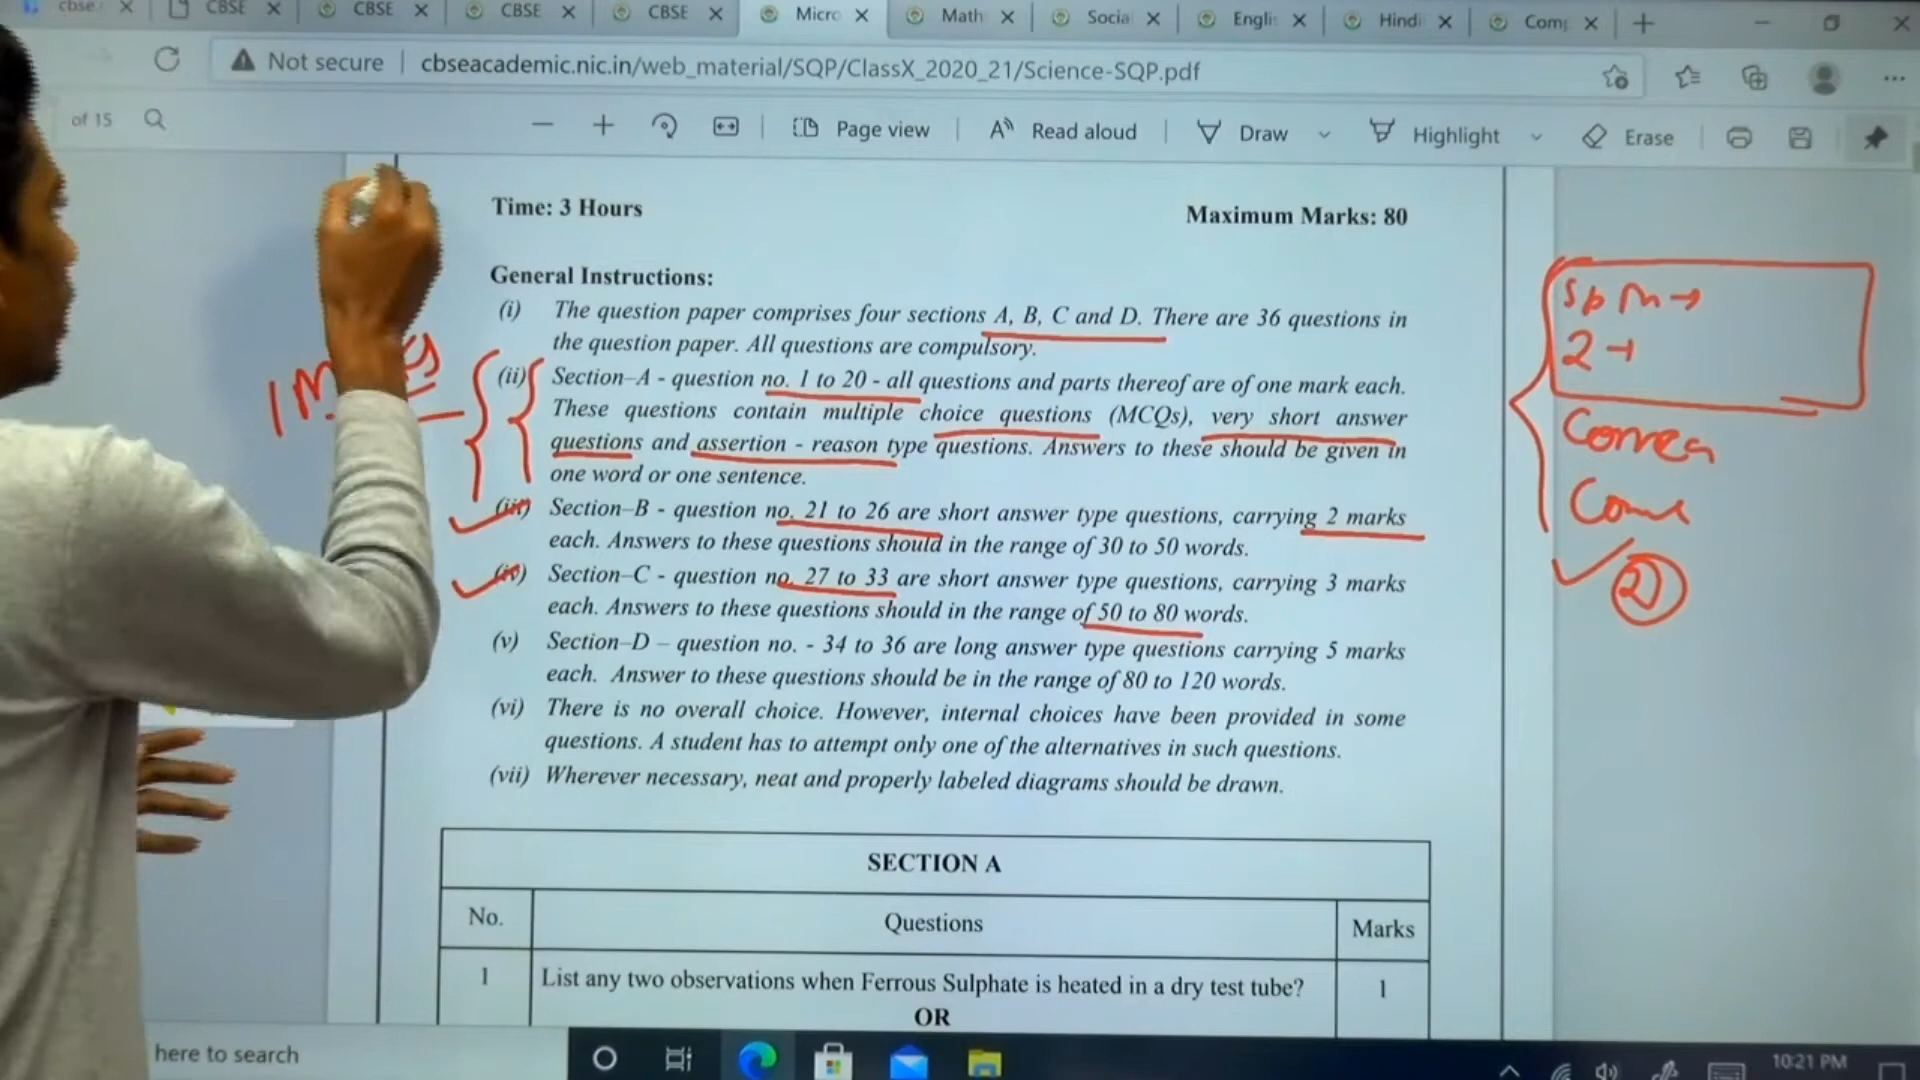 cbse
CBSE
CBSE
CBSE
CBSE
Micro
Math
Socia
Englis
Hindi
Comp
Not secure
cbseacademic.nic.in/web_material/SQP/ClassX_2020_21/Science-SQP.pdf
of 15
Page view
Read aloud
Draw
Highlight
Erase
Time: 3 Hours
Maximum Marks: 80
General Instructions:
(i) The question paper comprises four sections A, B, C and D. There are 36 questions in
the question paper. All questions are compulsory.
(ii) Section–A - question no. 1 to 20 - all questions and parts thereof are of one mark each.
These questions contain multiple choice questions (MCQs), very short answer
questions and assertion - reason type questions. Answers to these should be given in
one word or one sentence.
(iii) Section–B - question no. 21 to 26 are short answer type questions, carrying 2 marks
each. Answers to these questions should in the range of 30 to 50 words.
(iv) Section–C - question no. 27 to 33 are short answer type questions, carrying 3 marks
each. Answers to these questions should in the range of 50 to 80 words.
(v) Section–D – question no. - 34 to 36 are long answer type questions carrying 5 marks
each. Answer to these questions should be in the range of 80 to 120 words.
(vi) There is no overall choice. However, internal choices have been provided in some
questions. A student has to attempt only one of the alternatives in such questions.
(vii) Wherever necessary, neat and properly labeled diagrams should be drawn.
SECTION A
No.
Questions
Marks
1
List any two observations when Ferrous Sulphate is heated in a dry test tube?
1
OR
1M
2
2
here to search
10:21 PM